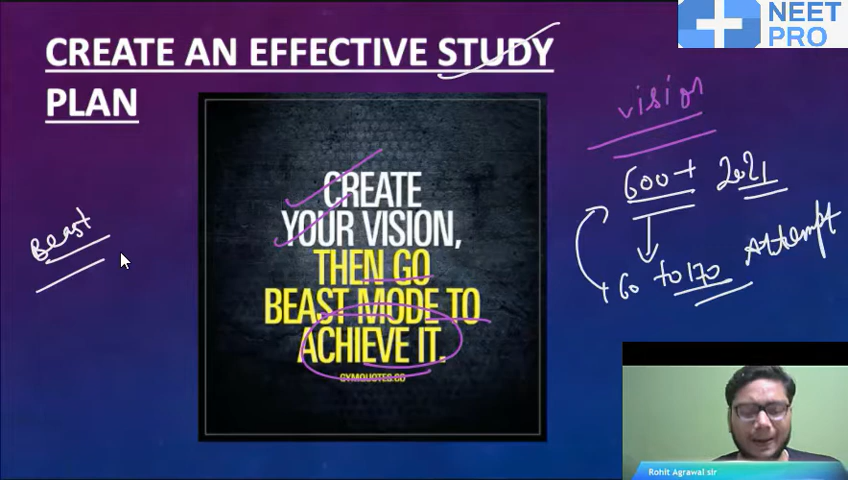 NEET
PRO
CREATE AN EFFECTIVE STUDY
PLAN
vision
600+ 2021
160 to 170 Attempt
Beast
CREATE
YOUR VISION,
THEN GO
BEAST MODE TO
ACHIEVE IT.
GYMQUOTES.CO
Rohit Agrawal sir